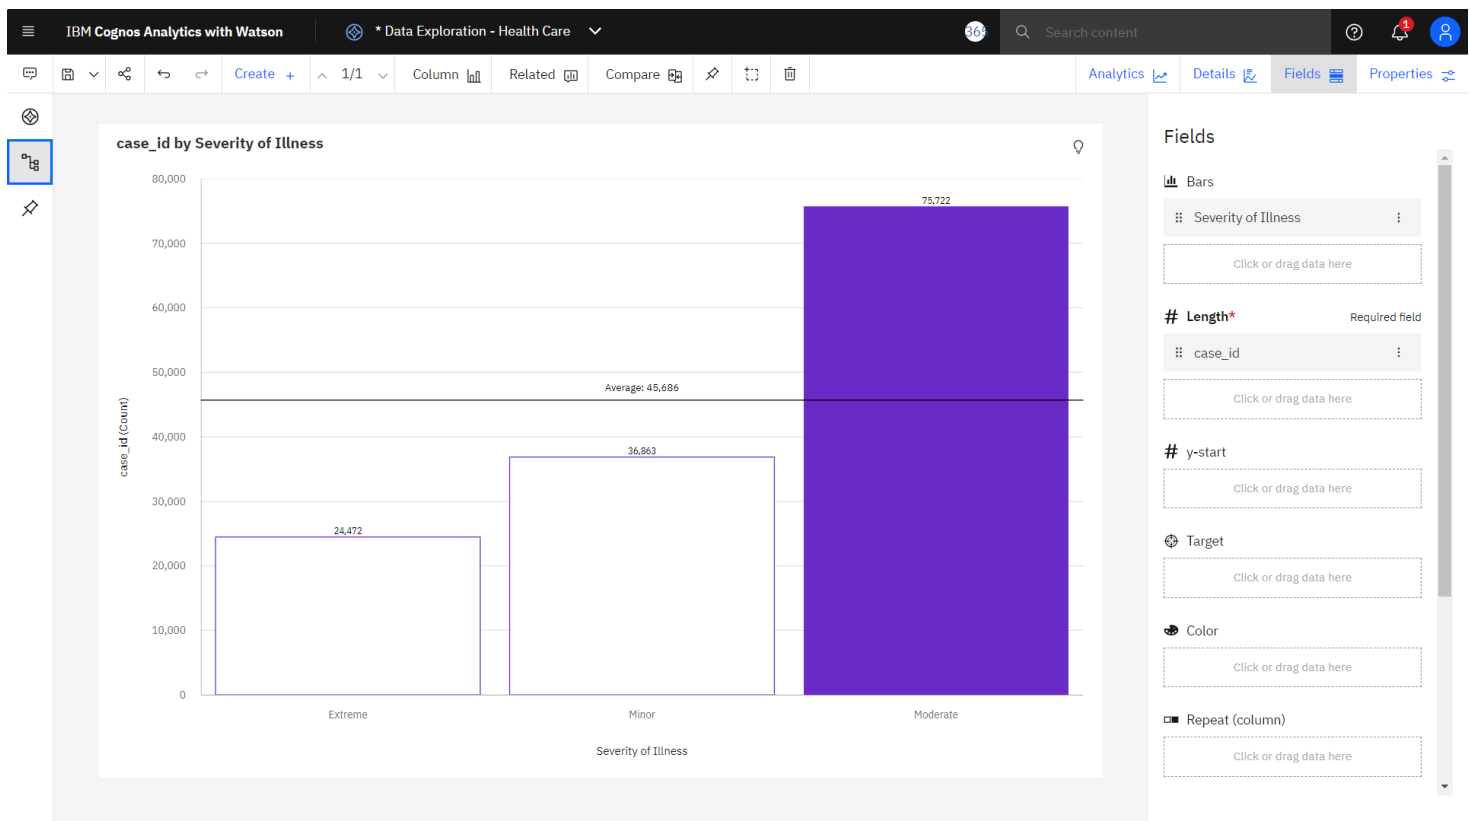 IBM Cognos Analytics with Watson
* Data Exploration - Health Care
365
Search content
1
Create +
1/1
Column
Related
Compare
Analytics
Details
Fields
Properties
case_id by Severity of Illness
80,000
70,000
60,000
50,000
40,000
30,000
20,000
10,000
0
case_id (Count)
75,722
Average: 45,686
36,863
24,472
Extreme
Minor
Moderate
Severity of Illness
Fields
Bars
Severity of Illness
Click or drag data here
# Length* Required field
case_id
Click or drag data here
# y-start
Click or drag data here
Target
Click or drag data here
Color
Click or drag data here
Repeat (column)
Click or drag data here